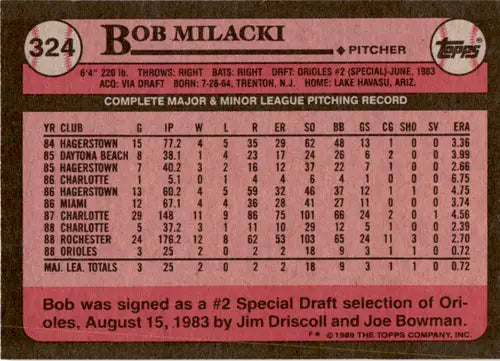 324
BOB MILACKI
PITCHER
topps
6'4" 220 lb. THROWS: RIGHT BATS: RIGHT DRAFT: ORIOLES #2 (SPECIAL)-JUNE, 1983
ACQ: VIA DRAFT BORN: 7-28-64, TRENTON, N.J. HOME: LAKE HAVASU, ARIZ.
COMPLETE MAJOR & MINOR LEAGUE PITCHING RECORD
YR CLUB G IP W L R ER SO BB GS CG SHO SV ERA
84 HAGERSTOWN 15 77.2 4 5 35 29 62 48 13 1 0 0 3.36
85 DAYTONA BEACH 8 38.1 1 4 23 17 24 26 6 2 0 0 3.99
85 HAGERSTOWN 7 40.2 3 2 16 12 37 22 7 1 1 0 2.66
86 CHARLOTTE 1 5.1 0 1 4 4 6 0 0 0 0 6.75
86 HAGERSTOWN 13 60.2 4 5 59 32 46 37 12 1 1 0 4.75
86 MIAMI 12 67.1 4 4 36 28 41 27 11 0 0 0 3.74
87 CHARLOTTE 29 148 11 9 86 75 101 66 24 2 0 1 4.56
88 CHARLOTTE 5 37.2 3 1 11 10 29 12 5 1 1 0 2.39
88 ROCHESTER 24 176.2 12 8 62 53 103 65 24 11 3 0 2.70
88 ORIOLES 3 25 2 0 2 2 18 9 3 1 1 0 0.72
MAJ. LEA. TOTALS 3 25 2 0 2 2 18 9 3 1 1 0 0.72
Bob was signed as a #2 Special Draft selection of Ori-
oles, August 15, 1983 by Jim Driscoll and Joe Bowman.
F* © 1989 THE TOPPS COMPANY, INC.